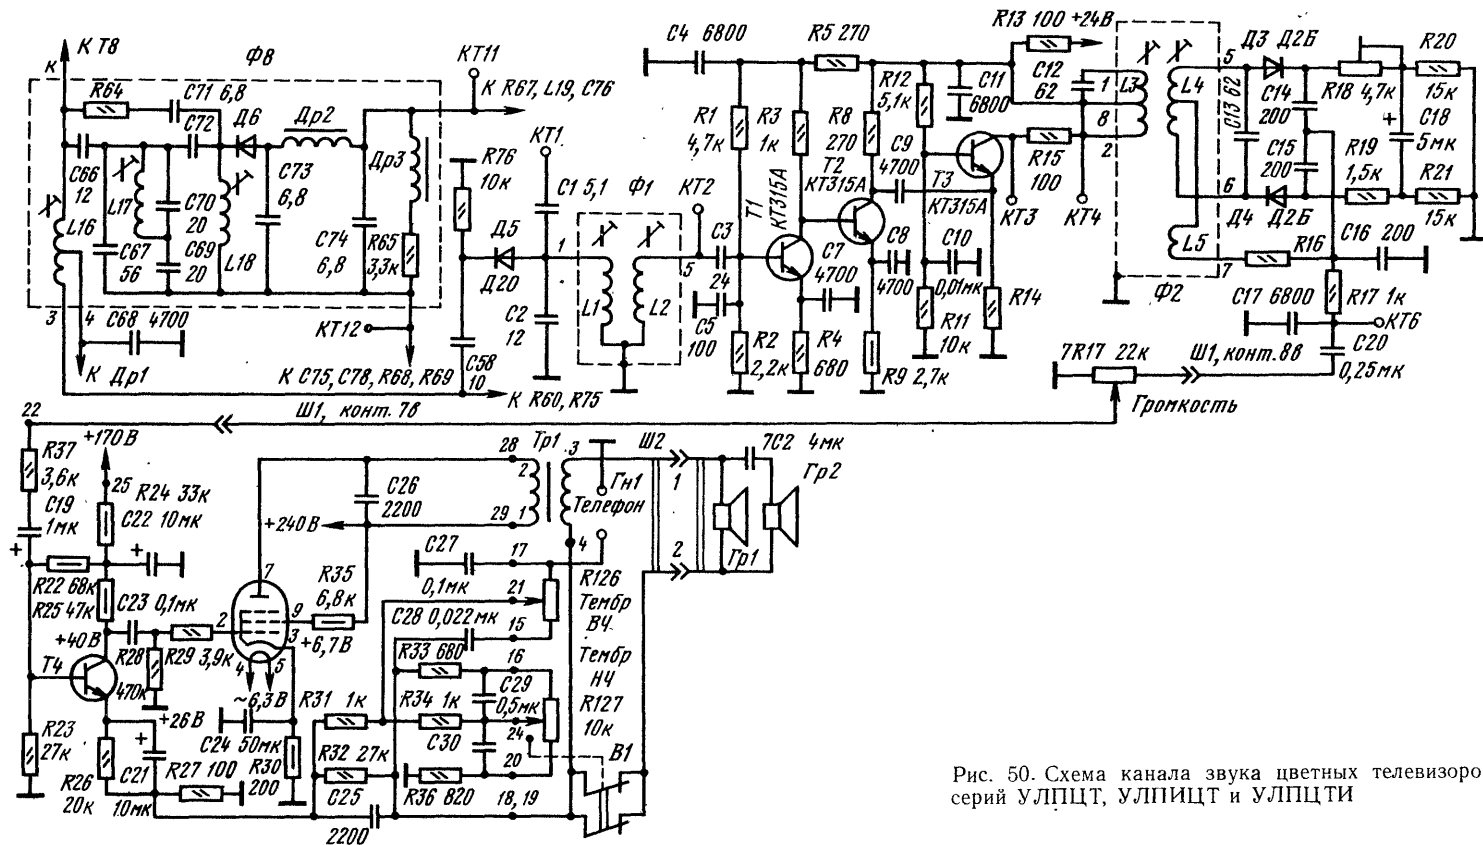 К Т8
К
Ф8
КТ11
К R67, L19, C76
R64
C71 6,8
C72
Д6
Др2
Др3
C66
12
L17
C70
20
C73
6,8
L16
C67
56
C69
20
L18
C74
6,8
R65
3,3к
3
4
C68 4700
К Др1
КТ12
К C75, C78, R68, R69
К R60, R75
R76
10к
КТ1
C1 5,1
Ф1
Д5
Д20
1
C2
12
L1
L2
5
C58
10
КТ2
C3
24
C5
100
C4 6800
R5 270
R1
4,7к
R3
1к
R8
270
T1
КТ315А
T2
КТ315А
R2
2,2к
R4
680
C7
4700
C8
4700
R9 2,7к
R12
5,1к
C9
4700
C11
6800
T3
КТ315А
C10
0,01мк
R11
10к
R14
R13 100 +24В
C12
62
1
8
2
R15
100
КТ3
КТ4
L3
L4
L5
Ф2
5
6
7
C13 62
Д3 Д2Б
Д4 Д2Б
C14
200
C15
200
R18 4,7к
R19
1,5к
R20
15к
C18
+
5мк
R21
15к
R16
C16 200
C17 6800
R17 1к
КТ6
C20
0,25мк
7R17 22к
Ш1, конт. 8в
Громкость
22
Ш1, конт. 7в
R37
3,6к
C19
1мк
+
+170В
25
R24 33к
C22 10мк
+
R22 68к
R25 47к
C23 0,1мк
+40В
T4
R28
470к
R29 3,9к
2
7
9
3
4
5
~6,3В
+6,7В
R35
6,8к
+240В
C26
2200
28
29
Тр1
2
1
3
4
Гн1
Телефон
Ш2
1
2
7C2 4мк
Гр2
Гр1
C27
0,1мк
17
21
15
C28 0,022мк
R126
Тембр
ВЧ
R33 680
16
Тембр
НЧ
R127
10к
C29
0,5мк
24
R31 1к
R34 1к
C30
20
R32 27к
C25
2200
R36 820
18, 19
В1
R23
27к
+26В
+
R26
20к
C21
10мк
R27 100
C24 50мк
R30
200
Рис. 50. Схема канала звука цветных телевизоро
серий УЛПЦТ, УЛПИЦТ и УЛПЦТИ